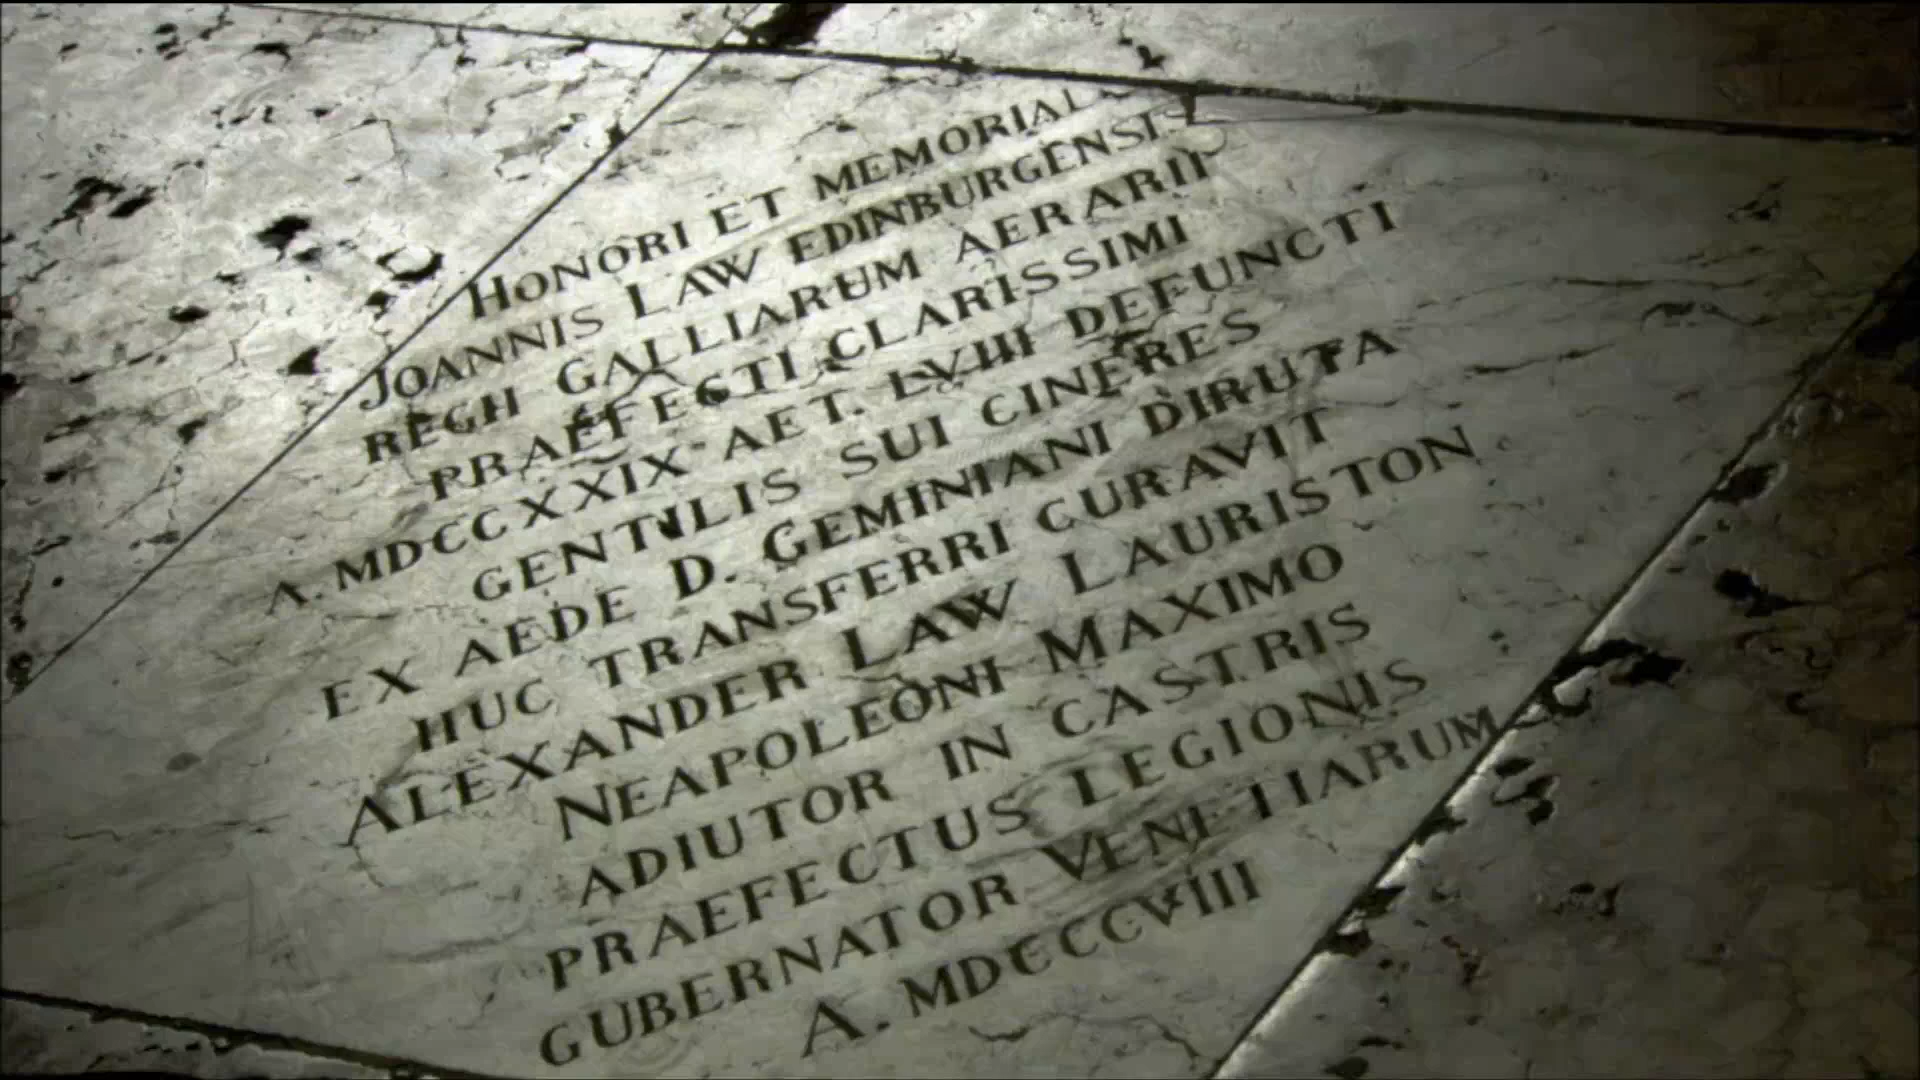 HONORI ET MEMORIAE
JOANNIS LAW EDINBURGENSIS
REGII GALLIARUM AERARII
PRAEFECTI CLARISSIMI
A. MDCCXXIX AET. LVIII DEFUNCTI
GENTILIS SUI CINERES
EX AEDE D. GEMINIANI DIRUTA
HUC TRANSFERRI CURAVIT
ALEXANDER LAW LAURISTON
NEAPOLEONI MAXIMO
ADIUTOR IN CASTRIS
PRAEFECTUS LEGIONIS
GUBERNATOR VENETIARUM
A. MDCCCVIII